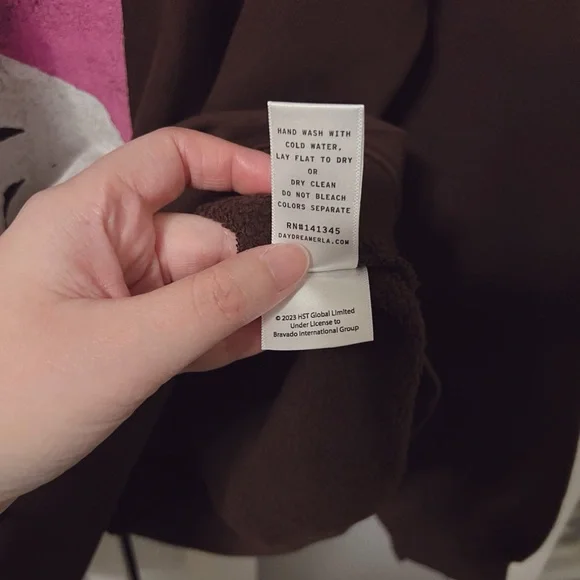 HAND WASH WITH
COLD WATER,
LAY FLAT TO DRY
OR
DRY CLEAN
DO NOT BLEACH
COLORS SEPARATE
RN#141345
DAYDREAMERLA.COM
© 2023 HST Global Limited
Under License to
Bravado International Group